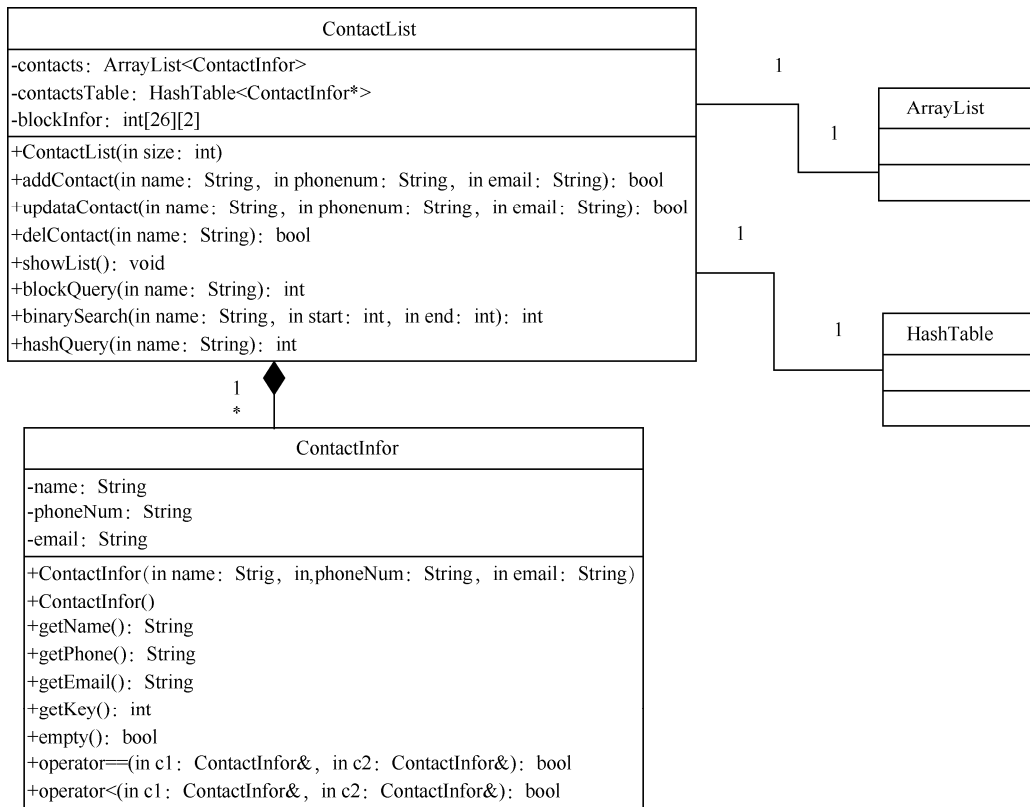 ContactList
-contacts： ArrayList<ContactInfor>
-contactsTable： HashTable<ContactInfor*>
-blockInfor： int[26][2]
+ContactList(in size： int)
+addContact(in name： String， in phonenum： String， in email： String)： bool
+updataContact(in name： String， in phonenum： String， in email： String)： bool
+delContact(in name： String)： bool
+showList()： void
+blockQuery(in name： String)： int
+binarySearch(in name： String， in start： int， in end： int)： int
+hashQuery(in name： String)： int
1
1
ArrayList
1
1
HashTable
1
*
ContactInfor
-name： String
-phoneNum： String
-email： String
+ContactInfor(in name： Strig， in,phoneNum： String， in email： String)
+ContactInfor()
+getName()： String
+getPhone()： String
+getEmail()： String
+getKey()： int
+empty()： bool
+operator==(in c1： ContactInfor&， in c2： ContactInfor&)： bool
+operator<(in c1： ContactInfor&， in c2： ContactInfor&)： bool